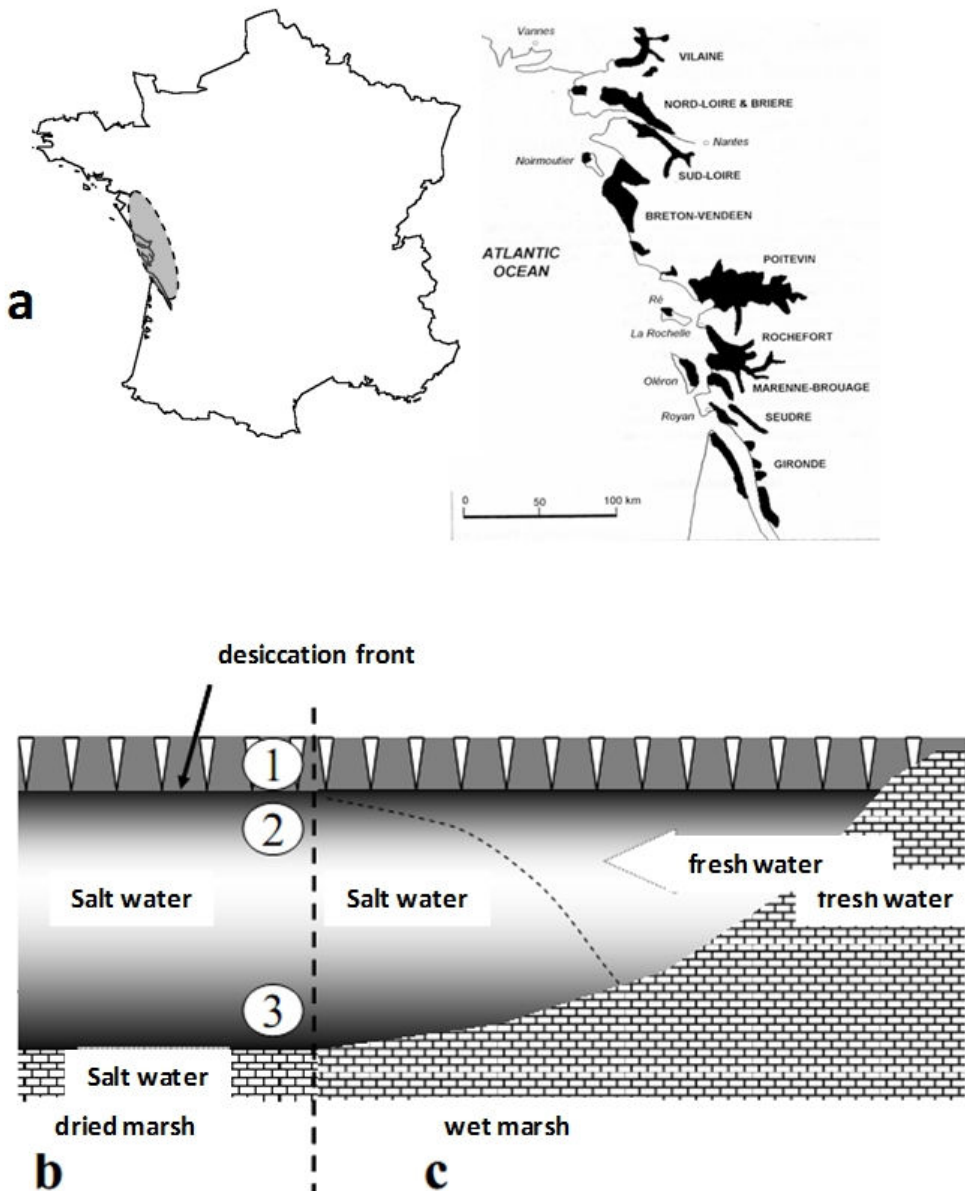 a
Vannes
VILAINE
NORD-LOIRE & BRIERE
Nantes
Noirmoutier
SUD-LOIRE
BRETON-VENDEEN
ATLANTIC
OCEAN
POITEVIN
Ré
La Rochelle
ROCHEFORT
Oléron
MARENNE-BROUAGE
Royan
SEUDRE
GIRONDE
0 50 100 km
desiccation front
1
2
fresh water
Salt water Salt water fresh water
3
Salt water
dried marsh wet marsh
b c